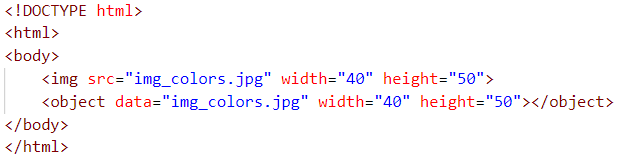 <!DOCTYPE html>
<html>
<body>
    <img src="img_colors.jpg" width="40" height="50">
    <object data="img_colors.jpg" width="40" height="50"></object>
</body>
</html>